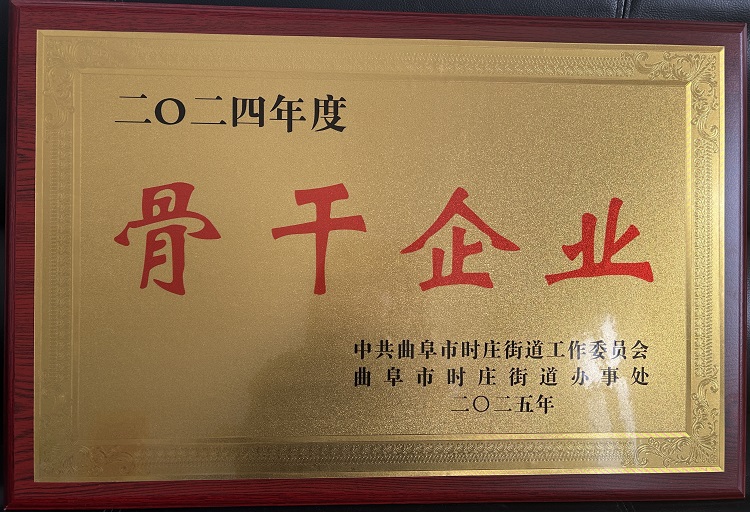 二〇二四年度
骨干企业
中共曲阜市时庄街道工作委员会
曲阜市时庄街道办事处
二〇二五年